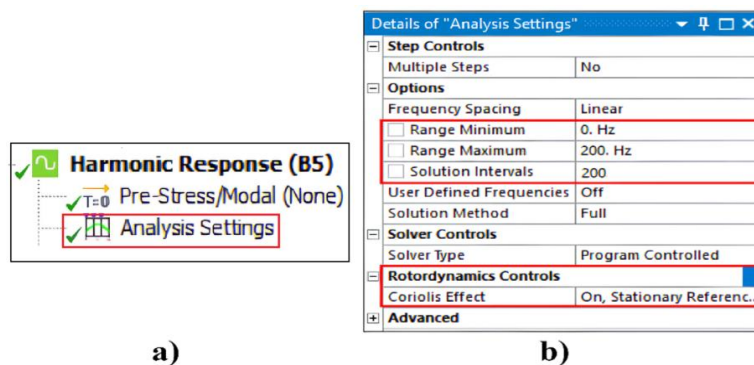 Harmonic Response (B5)
T=0 Pre-Stress/Modal (None)
Analysis Settings
a)
Details of "Analysis Settings"
Step Controls
Multiple Steps No
Options
Frequency Spacing Linear
Range Minimum 0. Hz
Range Maximum 200. Hz
Solution Intervals 200
User Defined Frequencies Off
Solution Method Full
Solver Controls
Solver Type Program Controlled
Rotordynamics Controls
Coriolis Effect On, Stationary Referenc...
Advanced
b)